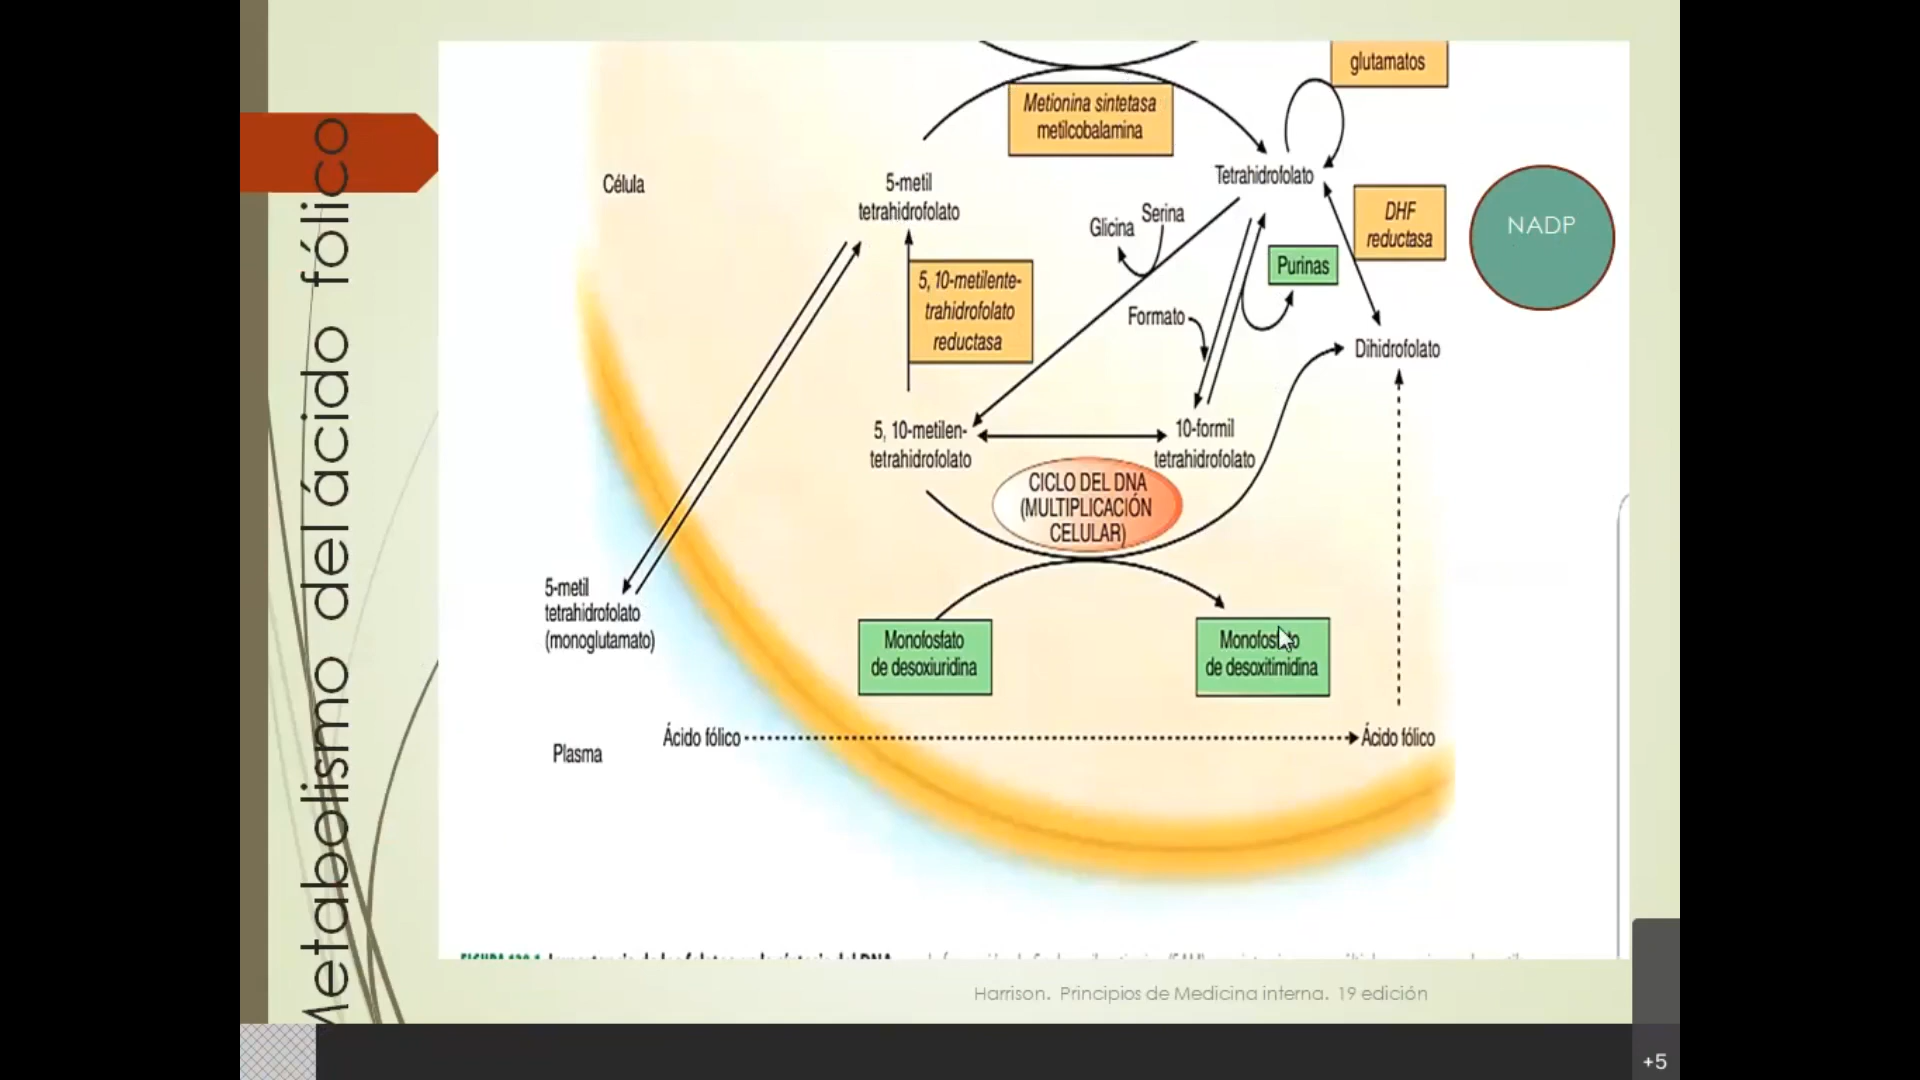 Metabolismo del ácido fólico
glutamatos
Metionina sintetasa
metilcobalamina
Célula
5-metil
tetrahidrofolato
Tetrahidrofolato
Glicina
Serina
DHF
reductasa
NADP
Purinas
5, 10-metilente-
trahidrofolato
reductasa
Formato
Dihidrofolato
5, 10-metilen-
tetrahidrofolato
10-formil
tetrahidrofolato
CICLO DEL DNA
(MULTIPLICACIÓN
CELULAR)
5-metil
tetrahidrofolato
(monoglutamato)
Monofosfato
de desoxiuridina
Monofosfato
de desoxitimidina
Ácido fólico
Ácido fólico
Plasma
Harrison. Principios de Medicina interna. 19 edición
+5